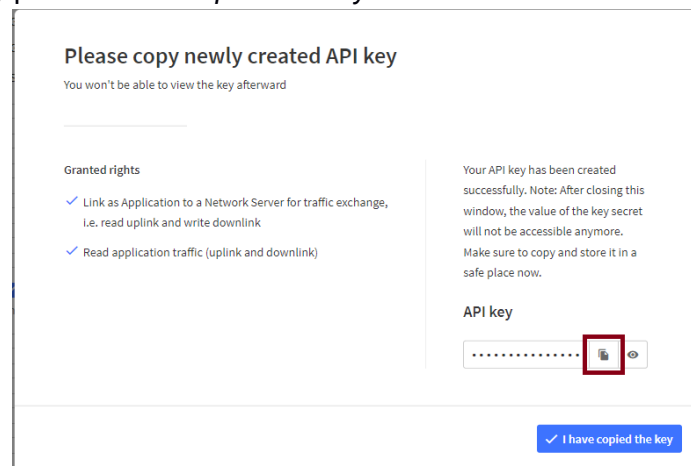 Please copy newly created API key
You won't be able to view the key afterward
Granted rights
Link as Application to a Network Server for traffic exchange,
i.e. read uplink and write downlink
Read application traffic (uplink and downlink)
Your API key has been created
successfully. Note: After closing this
window, the value of the key secret
will not be accessible anymore.
Make sure to copy and store it in a
safe place now.
API key
•••••••••••••••
I have copied the key